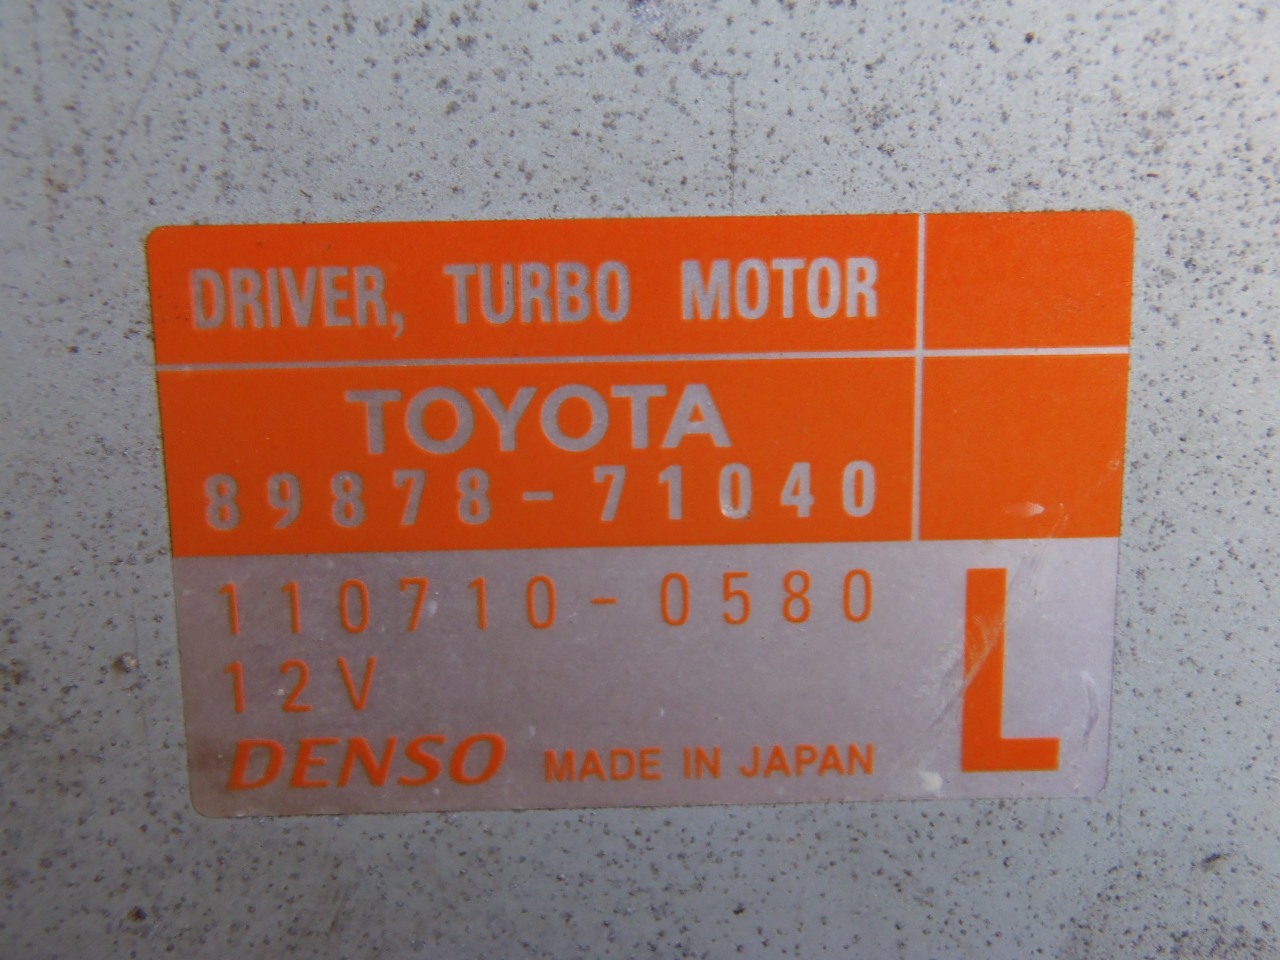 DRIVER, TURBO MOTOR
TOYOTA
89878-71040
110710-0580
12V
L
DENSO MADE IN JAPAN